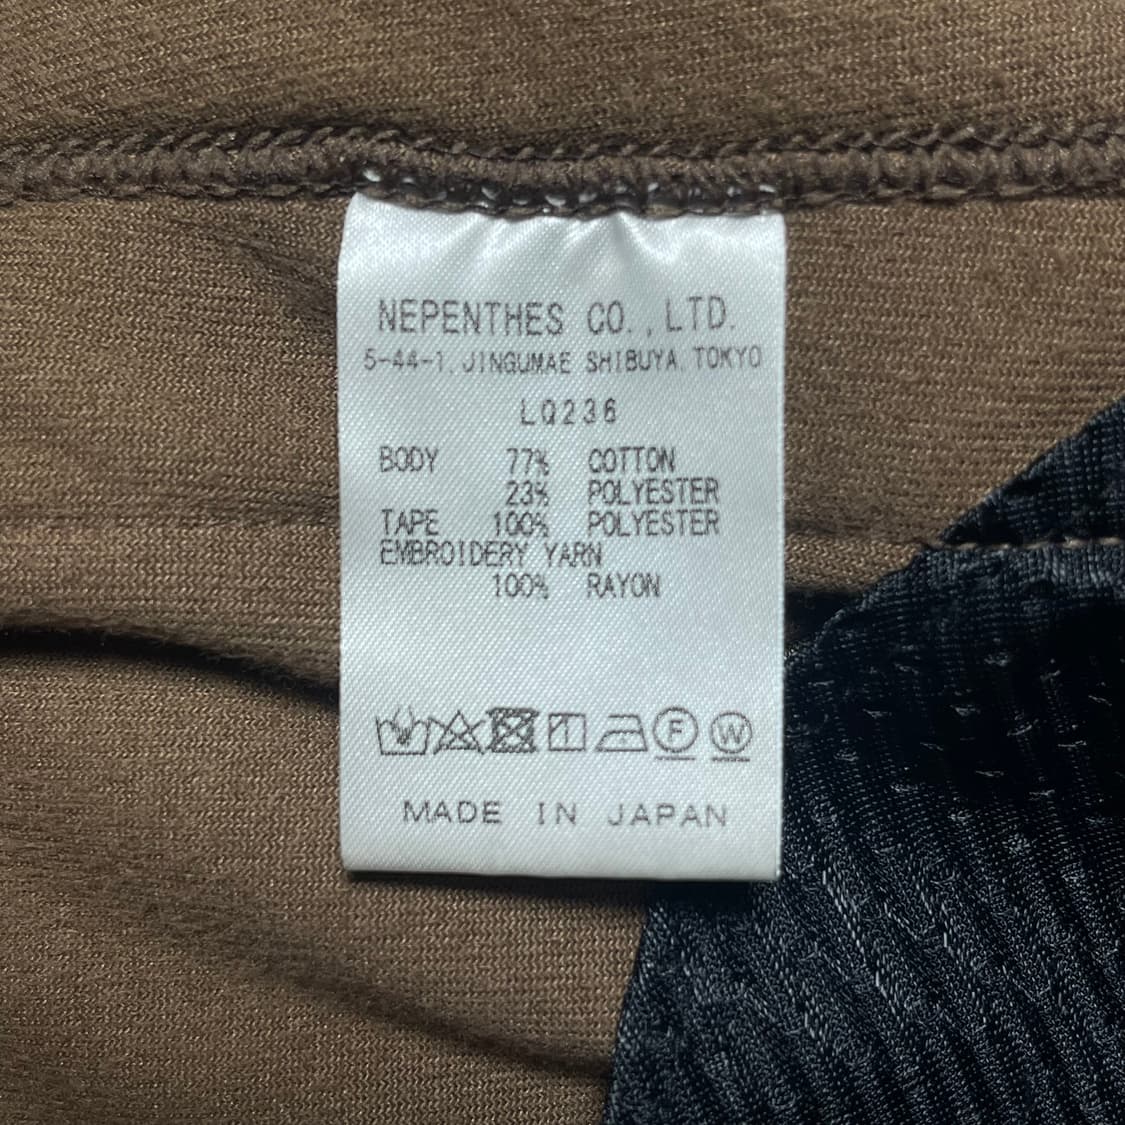 NEPENTHES CO.,LTD.
5-44-1,JINGUMAE SHIBUYA,TOKYO
LQ236
BODY 77% COTTON
23% POLYESTER
TAPE 100% POLYESTER
EMBROIDERY YARN
100% RAYON
F W
MADE IN JAPAN